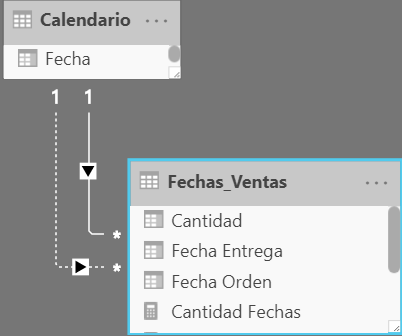 Calendario ...
Fecha
1 1
*
*
Fechas_Ventas ...
Cantidad
Fecha Entrega
Fecha Orden
Cantidad Fechas